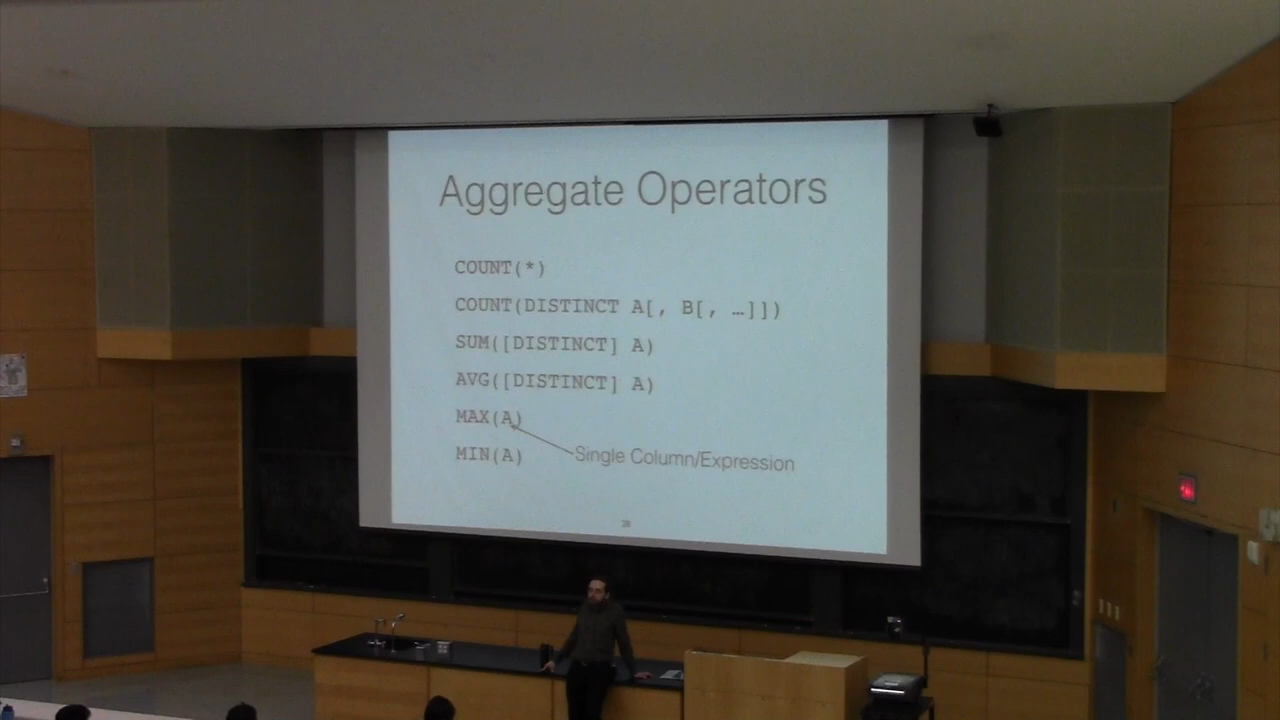 Aggregate Operators
COUNT(*)
COUNT(DISTINCT A[, B[, …]])
SUM([DISTINCT] A)
AVG([DISTINCT] A)
MAX(A)
MIN(A)
Single Column/Expression